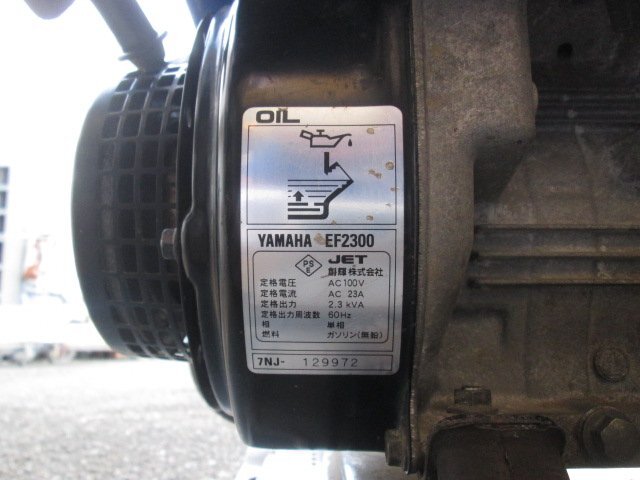 OIL
YAMAHA EF2300
PS
E
JET
創輝株式会社
定格電圧 AC100V
定格電流 AC 23A
定格出力 2.3 kVA
定格出力周波数 60Hz
相 単相
燃料 ガソリン(無鉛)
7NJ- 129972